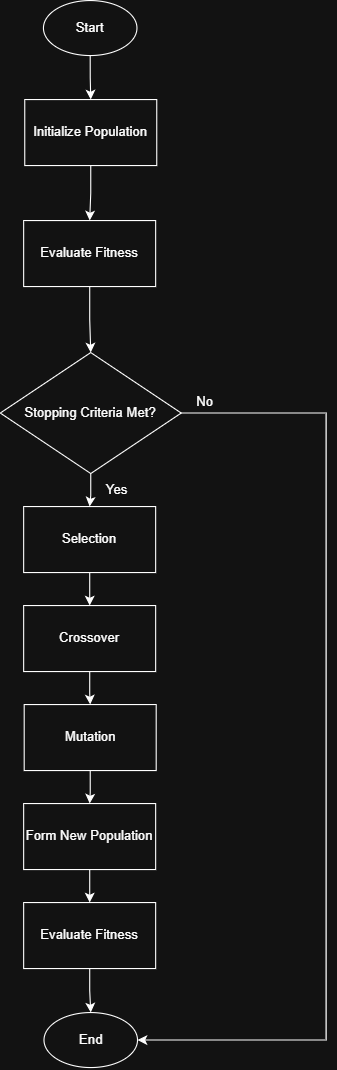 Start
Initialize Population
Evaluate Fitness
Stopping Criteria Met?
No
Yes
Selection
Crossover
Mutation
Form New Population
Evaluate Fitness
End